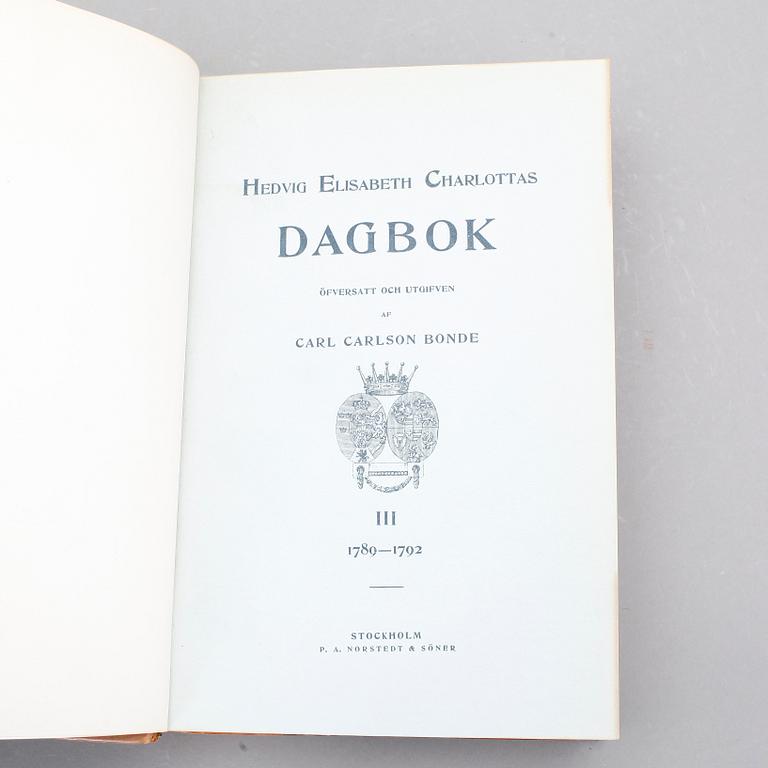 HEDVIG ELISABETH CHARLOTTAS
DAGBOK
ÖFVERSATT OCH UTGIFVEN
AF
CARL CARLSON BONDE
III
1789—1792
STOCKHOLM
P. A. NORSTEDT & SÖNER